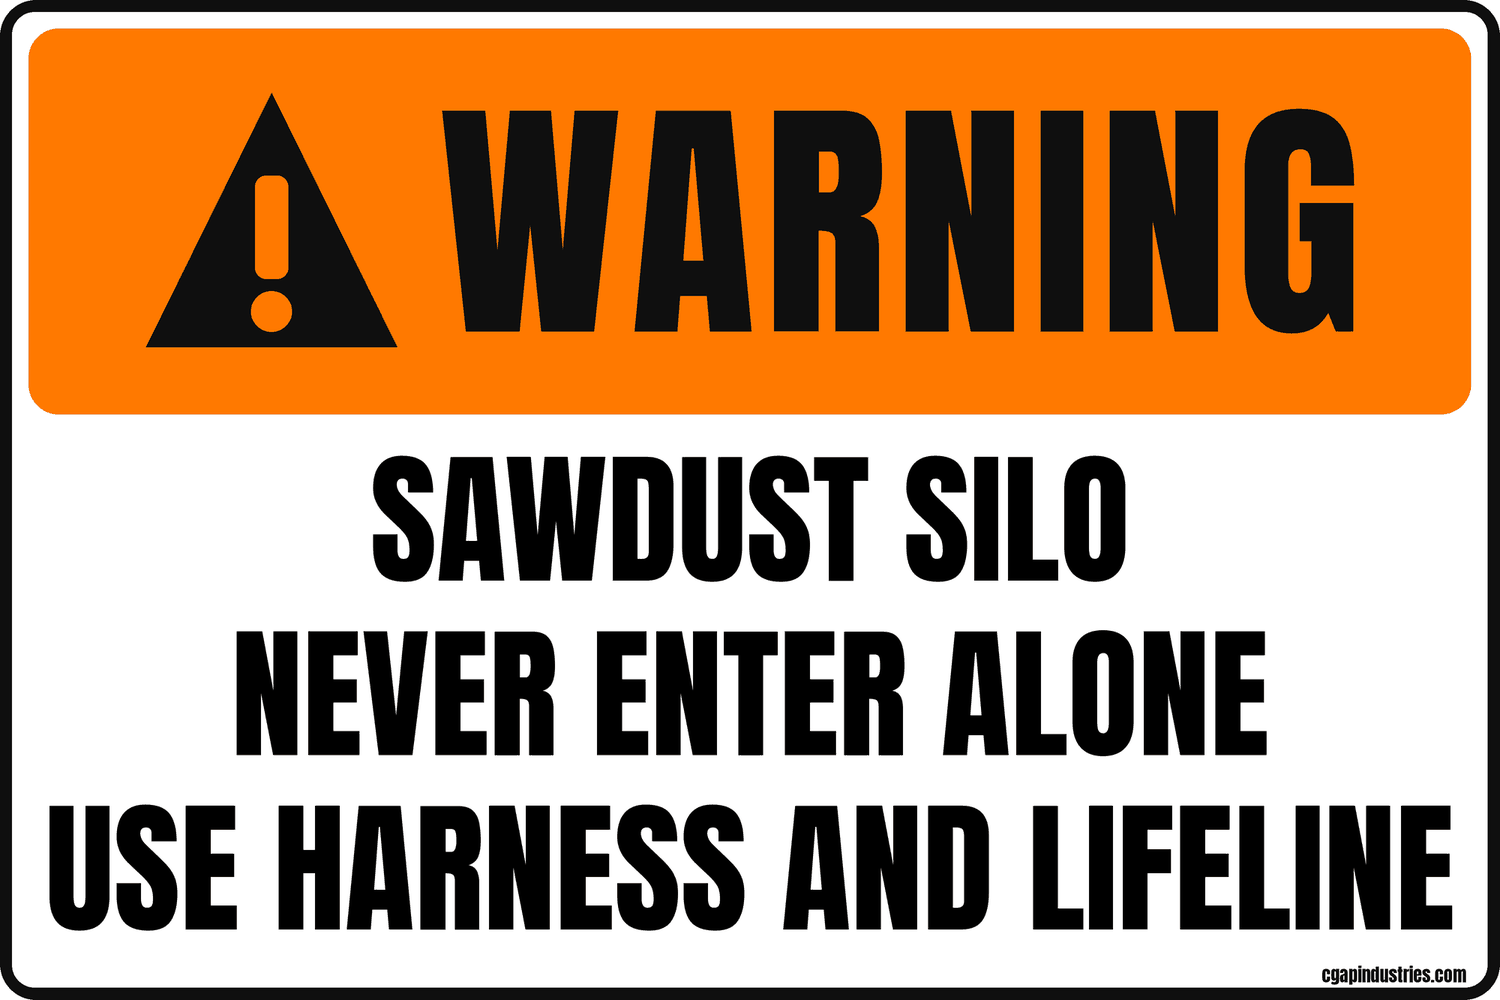 WARNING
SAWDUST SILO
NEVER ENTER ALONE
USE HARNESS AND LIFELINE
cgapindustries.com